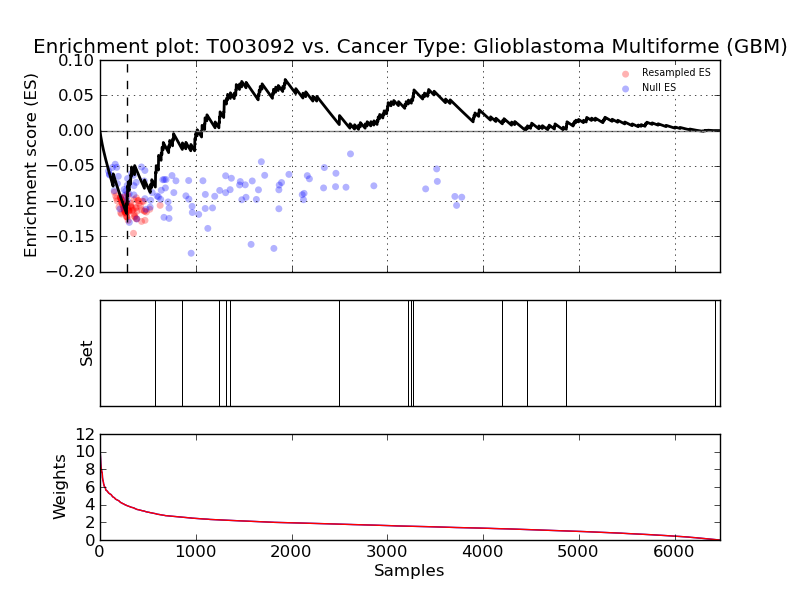 Enrichment plot: T003092 vs. Cancer Type: Glioblastoma Multiforme (GBM)
0.10
0.05
0.00
−0.05
−0.10
−0.15
−0.20
Enrichment score (ES)
Resampled ES
Null ES
Set
12
10
8
6
4
2
0
Weights
0 1000 2000 3000 4000 5000 6000
Samples